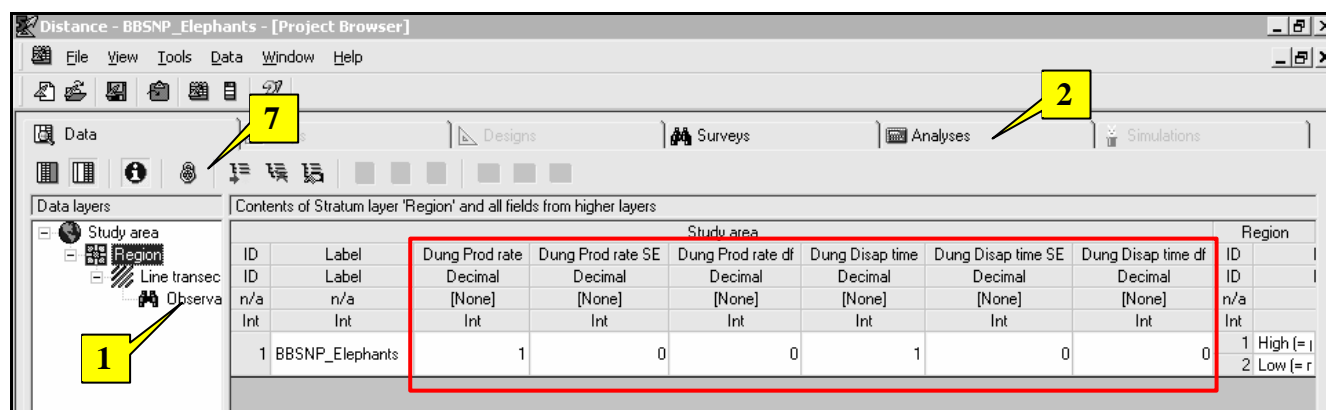 Distance - BBSNP_Elephants - [Project Browser]
File View Tools Data Window Help
2
7
Data Designs Surveys Analyses Simulations
Data layers Contents of Stratum layer 'Region' and all fields from higher layers
Study area Study area Region
Region ID Label Dung Prod rate Dung Prod rate SE Dung Prod rate df Dung Disap time Dung Disap time SE Dung Disap time df ID
Line transec ID Label Decimal Decimal Decimal Decimal Decimal Decimal ID
Observa n/a n/a [None] [None] [None] [None] [None] [None] n/a
Int Int Int Int Int Int Int Int Int
1
1 BBSNP_Elephants 1 0 0 1 0 0 1 High (=
2 Low (=